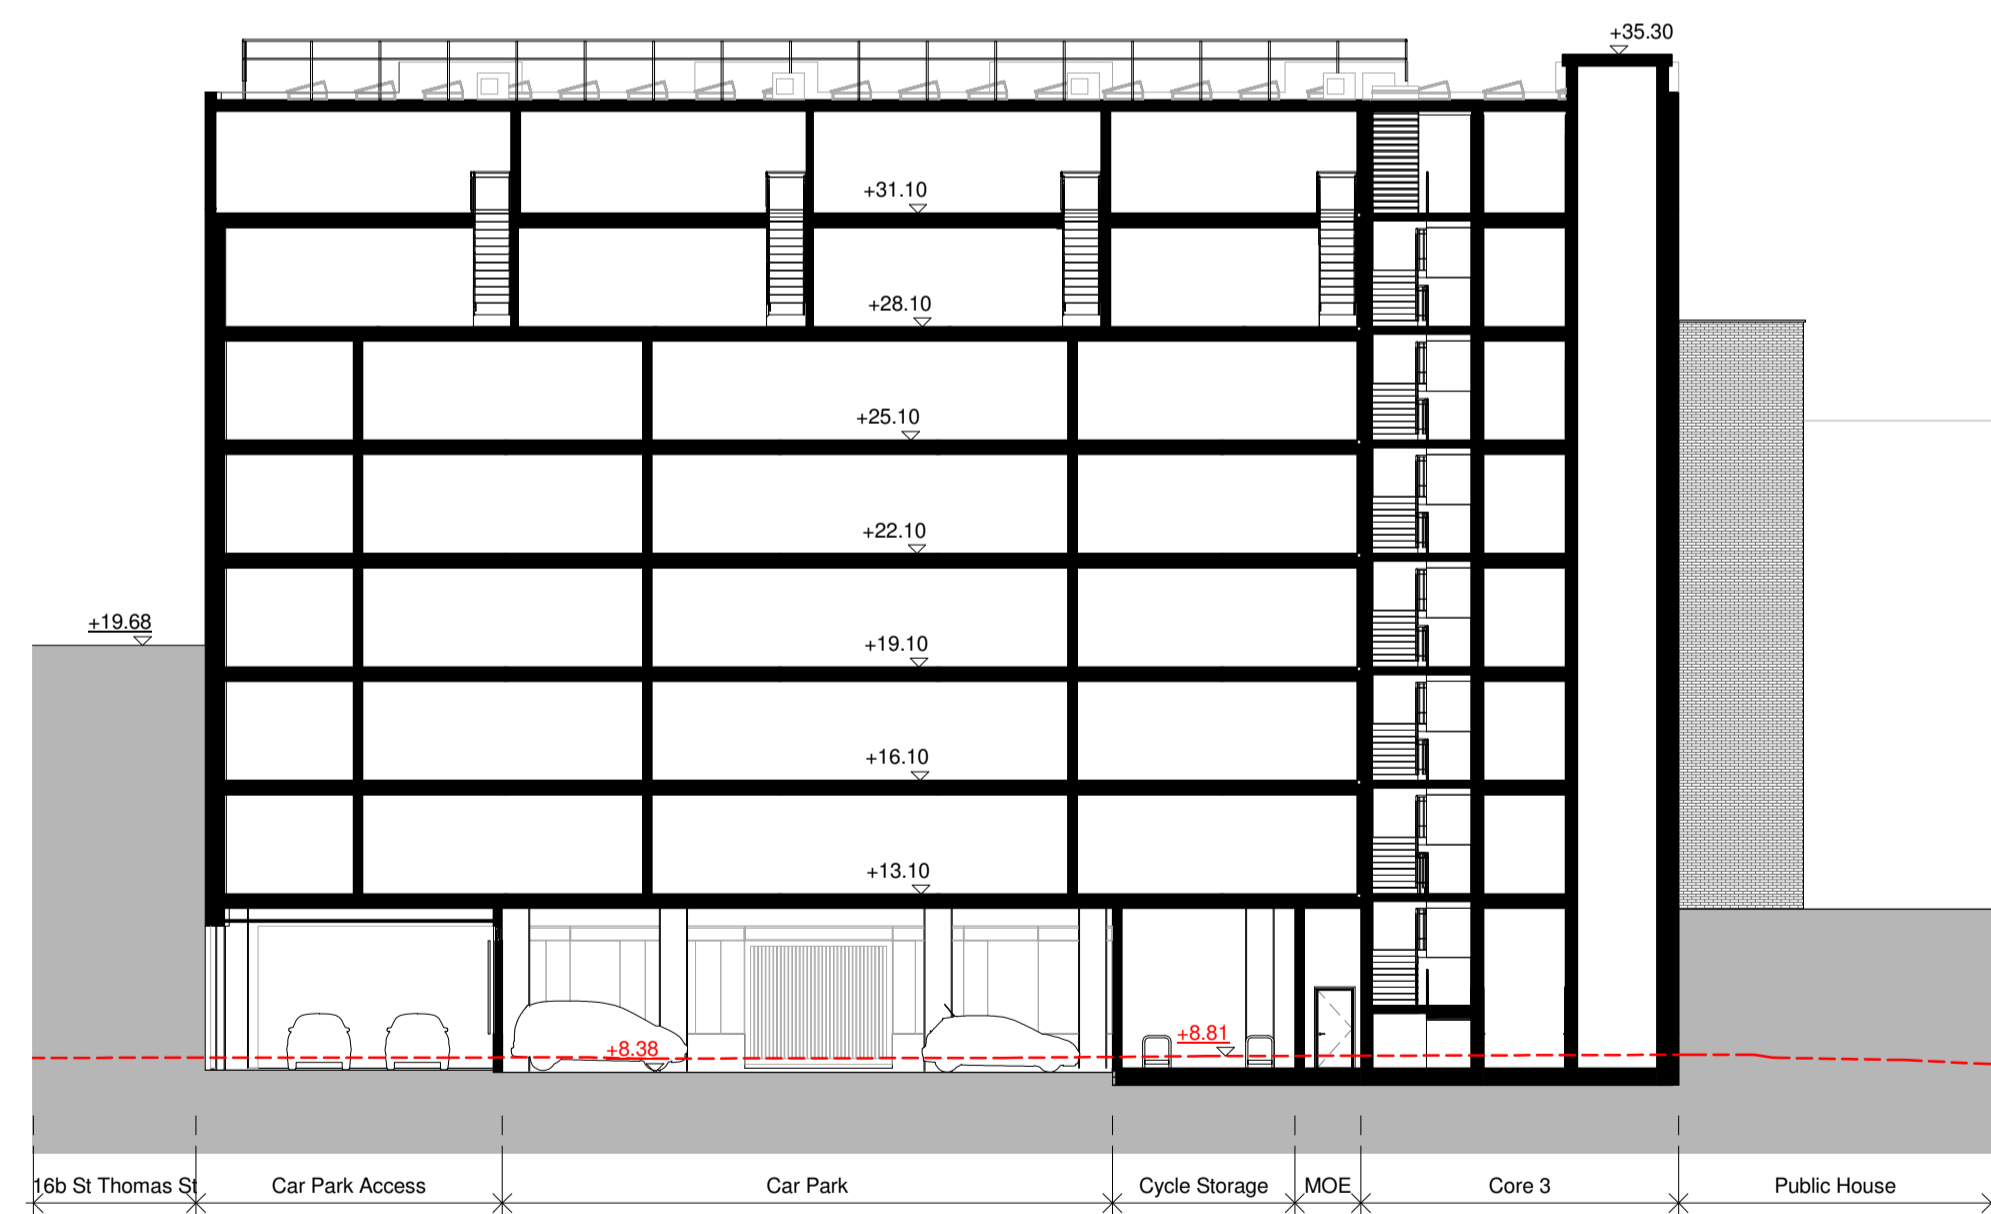 +35.30
+31.10
+28.10
+25.10
+22.10
+19.68
+19.10
+16.10
+13.10
+8.81
+8.38
16b St Thomas St
Car Park Access
Car Park
Cycle Storage
MOE
Core 3
Public House